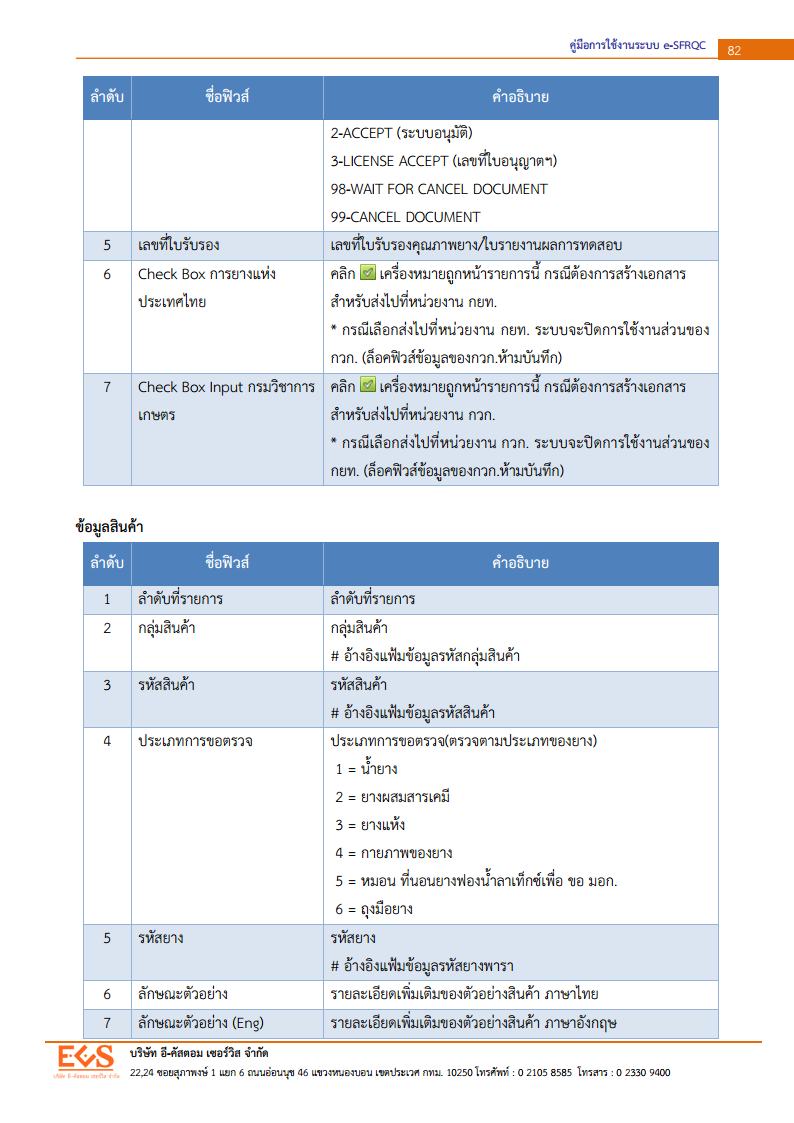 คู่มือการใช้งานระบบ e-SFRQC 82
ลำดับ ชื่อฟิวส์ คำอธิบาย
2-ACCEPT (ระบบอนุมัติ)
3-LICENSE ACCEPT (เลขที่ใบอนุญาตฯ)
98-WAIT FOR CANCEL DOCUMENT
99-CANCEL DOCUMENT
5 เลขที่ใบรับรอง เลขที่ใบรับรองคุณภาพยาง/ใบรายงานผลการทดสอบ
6 Check Box การยางแห่ง คลิก เครื่องหมายถูกหน้ารายการนี้ กรณีต้องการสร้างเอกสาร
ประเทศไทย สำหรับส่งไปที่หน่วยงาน กยท.
* กรณีเลือกส่งไปที่หน่วยงาน กยท. ระบบจะปิดการใช้งานส่วนของ
กวก. (ล็อคฟิวส์ข้อมูลของกวก.ห้ามบันทึก)
7 Check Box Input กรมวิชาการ คลิก เครื่องหมายถูกหน้ารายการนี้ กรณีต้องการสร้างเอกสาร
เกษตร สำหรับส่งไปที่หน่วยงาน กวก.
* กรณีเลือกส่งไปที่หน่วยงาน กวก. ระบบจะปิดการใช้งานส่วนของ
กยท. (ล็อคฟิวส์ข้อมูลของกวก.ห้ามบันทึก)
ข้อมูลสินค้า
ลำดับ ชื่อฟิวส์ คำอธิบาย
1 ลำดับที่รายการ ลำดับที่รายการ
2 กลุ่มสินค้า กลุ่มสินค้า
# อ้างอิงแฟ้มข้อมูลรหัสกลุ่มสินค้า
3 รหัสสินค้า รหัสสินค้า
# อ้างอิงแฟ้มข้อมูลรหัสสินค้า
4 ประเภทการขอตรวจ ประเภทการขอตรวจ(ตรวจตามประเภทของยาง)
1 = น้ำยาง
2 = ยางผสมสารเคมี
3 = ยางแห้ง
4 = กายภาพของยาง
5 = หมอน ที่นอนยางฟองน้ำลาเท็กซ์เพื่อ ขอ มอก.
6 = ถุงมือยาง
5 รหัสยาง รหัสยาง
# อ้างอิงแฟ้มข้อมูลรหัสยางพารา
6 ลักษณะตัวอย่าง รายละเอียดเพิ่มเติมของตัวอย่างสินค้า ภาษาไทย
7 ลักษณะตัวอย่าง (Eng) รายละเอียดเพิ่มเติมของตัวอย่างสินค้า ภาษาอังกฤษ
ECS
บริษัท อี-คัสตอม เซอร์วิส จำกัด
บริษัท อี-คัสตอม เซอร์วิส จำกัด
22,24 ซอยสุภาพงษ์ 1 แยก 6 ถนนอ่อนนุช 46 แขวงหนองบอน เขตประเวศ กทม. 10250 โทรศัพท์ : 0 2105 8585 โทรสาร : 0 2330 9400